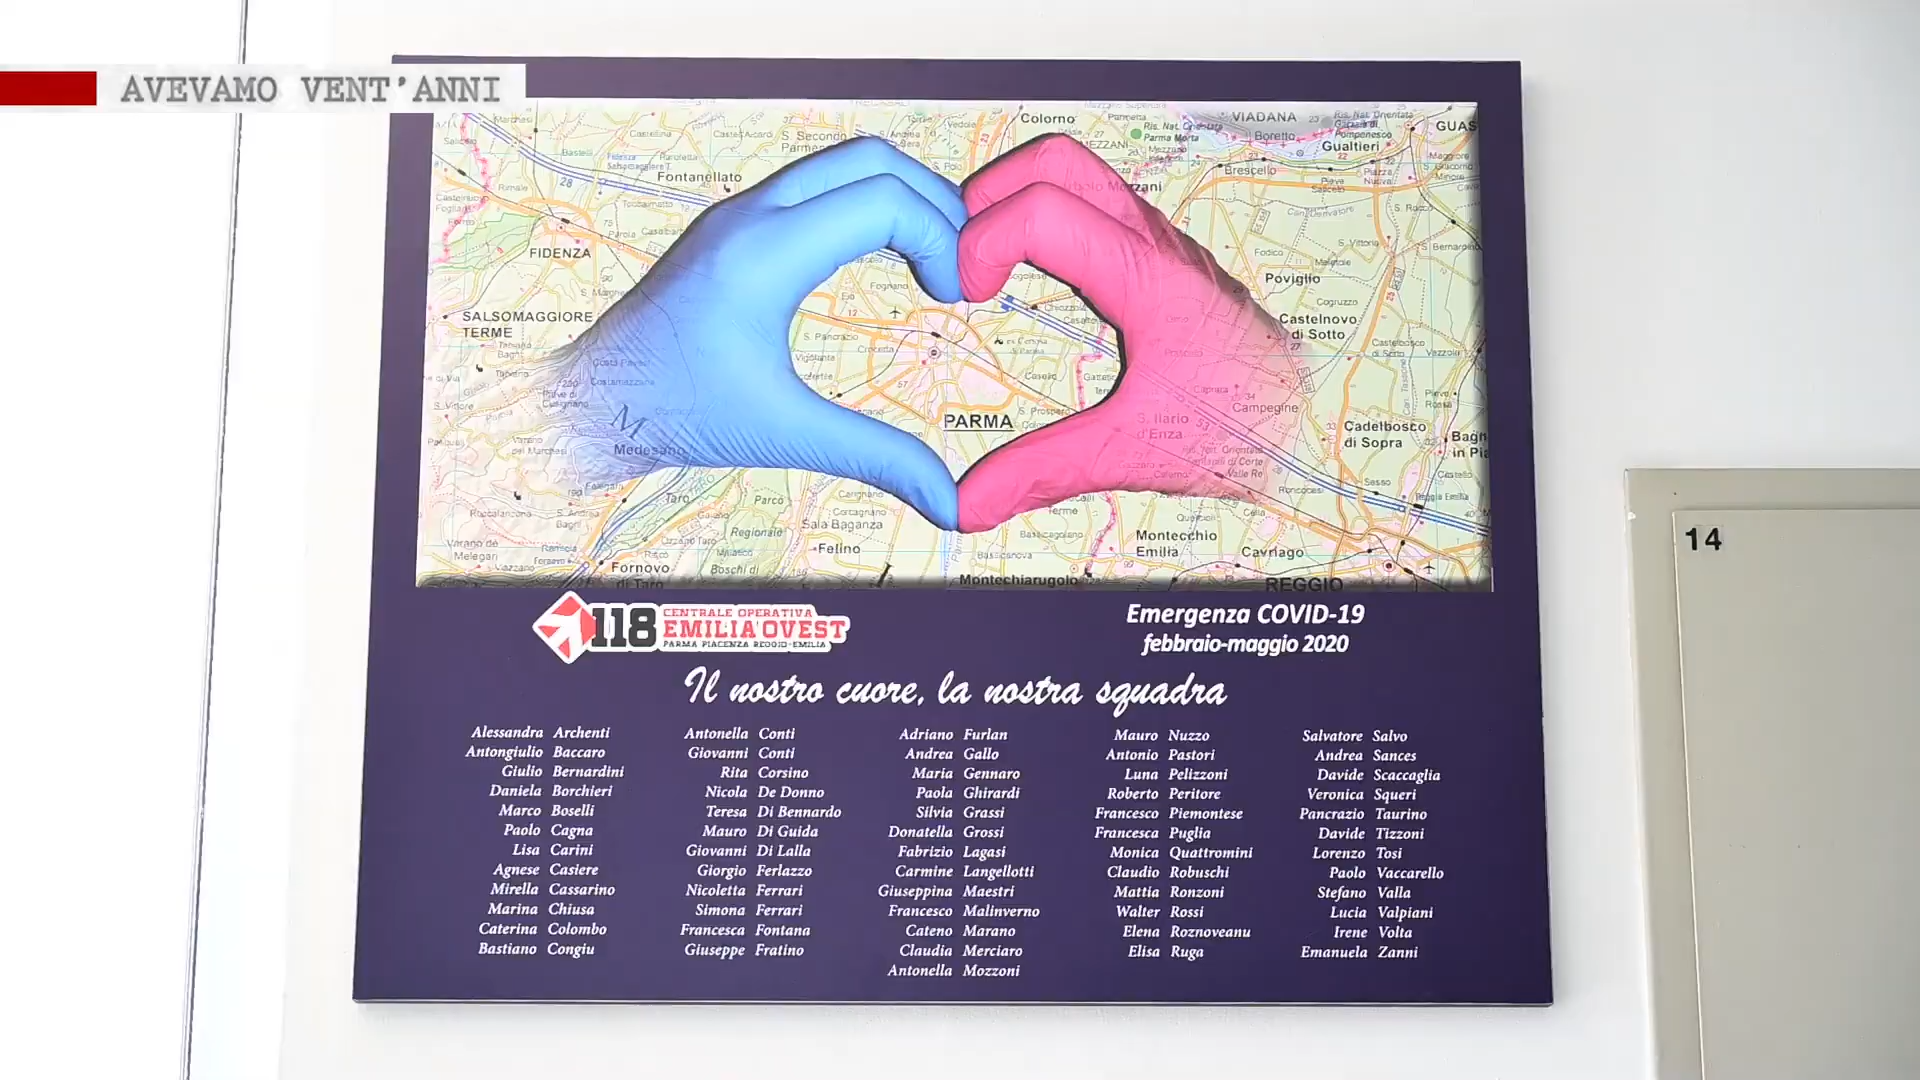 AVEVAMO VENT'ANNI
Colorno
VIADANA
GUAS
Boretto
Gualtieri
Brescello
Fontanellato
FIDENZA
Poviglio
SALSOMAGGIORE
TERME
Castelnovo
di Sotto
PARMA
Campegine
S. Ilario
d'Enza
Cadelbosco
di Sopra
Medesano
Sala Baganza
Felino
Montecchio
Emilia
Cavriago
Fornovo
di Taro
Montechiarugolo
REGGIO
14
118 CENTRALE OPERATIVA
EMILIA OVEST
PARMA PIACENZA REGGIO-EMILIA
Emergenza COVID-19
febbraio-maggio 2020
Il nostro cuore, la nostra squadra
Alessandra Archenti
Antongiulio Baccaro
Giulio Bernardini
Daniela Borchieri
Marco Boselli
Paolo Cagna
Lisa Carini
Agnese Casiere
Mirella Cassarino
Marina Chiusa
Caterina Colombo
Bastiano Congiu
Antonella Conti
Giovanni Conti
Rita Corsino
Nicola De Donno
Teresa Di Bennardo
Mauro Di Guida
Giovanni Di Lalla
Giorgio Ferlazzo
Nicoletta Ferrari
Simona Ferrari
Francesca Fontana
Giuseppe Fratino
Adriano Furlan
Andrea Gallo
Maria Gennaro
Paola Ghirardi
Silvia Grassi
Donatella Grossi
Fabrizio Lagasi
Carmine Langellotti
Giuseppina Maestri
Francesco Malinverno
Cateno Marano
Claudia Merciaro
Antonella Mozzoni
Mauro Nuzzo
Antonio Pastori
Luna Pelizzoni
Roberto Peritore
Francesco Piemontese
Francesca Puglia
Monica Quattromini
Claudio Robuschi
Mattia Ronzoni
Walter Rossi
Elena Roznoveanu
Elisa Ruga
Salvatore Salvo
Andrea Sances
Davide Scaccaglia
Veronica Squeri
Pancrazio Taurino
Davide Tizzoni
Lorenzo Tosi
Paolo Vaccarello
Stefano Valla
Lucia Valpiani
Irene Volta
Emanuela Zanni